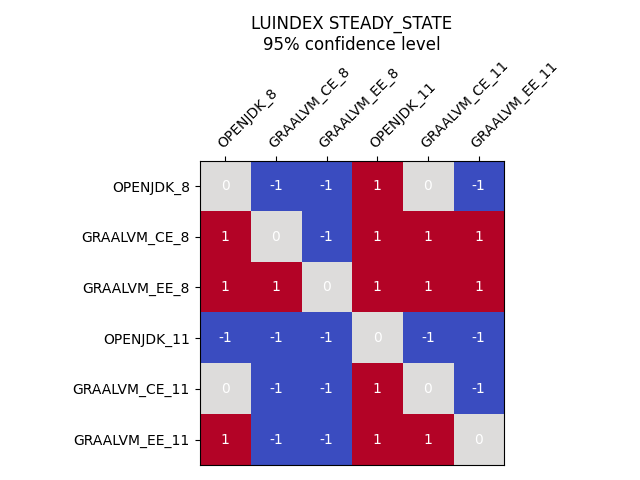 LUINDEX STEADY_STATE
95% confidence level
OPENJDK_8 GRAALVM_CE_8 GRAALVM_EE_8 OPENJDK_11 GRAALVM_CE_11 GRAALVM_EE_11
OPENJDK_8 0 -1 -1 1 0 -1
GRAALVM_CE_8 1 0 -1 1 1 1
GRAALVM_EE_8 1 1 0 1 1 1
OPENJDK_11 -1 -1 -1 0 -1 -1
GRAALVM_CE_11 0 -1 -1 1 0 -1
GRAALVM_EE_11 1 -1 -1 1 1 0